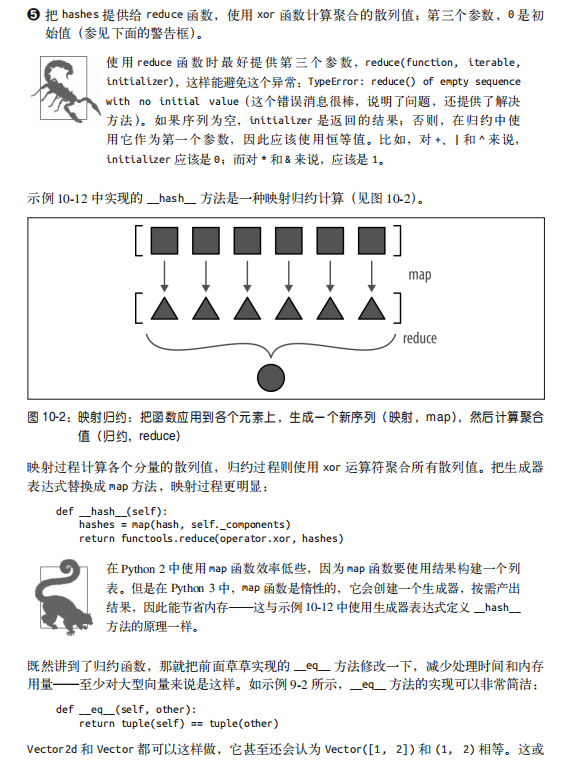 ❺ 把 hashes 提供给 reduce 函数，使用 xor 函数计算聚合的散列值；第三个参数，0 是初
始值（参见下面的警告框）。
使用 reduce 函数时最好提供第三个参数，reduce(function, iterable,
initializer)，这样能避免这个异常：TypeError: reduce() of empty sequence
with no initial value（这个错误消息很棒，说明了问题，还提供了解决
方法）。如果序列为空，initializer 是返回的结果；否则，在归约中使
用它作为第一个参数，因此应该使用恒等值。比如，对 +、| 和 ^ 来说，
initializer 应该是 0；而对 * 和 & 来说，应该是 1。
示例 10-12 中实现的 __hash__ 方法是一种映射归约计算（见图 10-2）。
map
reduce
图 10-2：映射归约：把函数应用到各个元素上，生成一个新序列（映射，map），然后计算聚合
值（归约，reduce）
映射过程计算各个分量的散列值，归约过程则使用 xor 运算符聚合所有散列值。把生成器
表达式替换成 map 方法，映射过程更明显：
def __hash__(self):
    hashes = map(hash, self._components)
    return functools.reduce(operator.xor, hashes)
在 Python 2 中使用 map 函数效率低些，因为 map 函数要使用结果构建一个列
表。但是在 Python 3 中，map 函数是惰性的，它会创建一个生成器，按需产出
结果，因此能节省内存——这与示例 10-12 中使用生成器表达式定义 __hash__
方法的原理一样。
既然讲到了归约函数，那就把前面草草实现的 __eq__ 方法修改一下，减少处理时间和内存
用量——至少对大型向量来说是这样。如示例 9-2 所示，__eq__ 方法的实现可以非常简洁：
def __eq__(self, other):
    return tuple(self) == tuple(other)
Vector2d 和 Vector 都可以这样做，它甚至还会认为 Vector([1, 2]) 和 (1, 2) 相等。这或